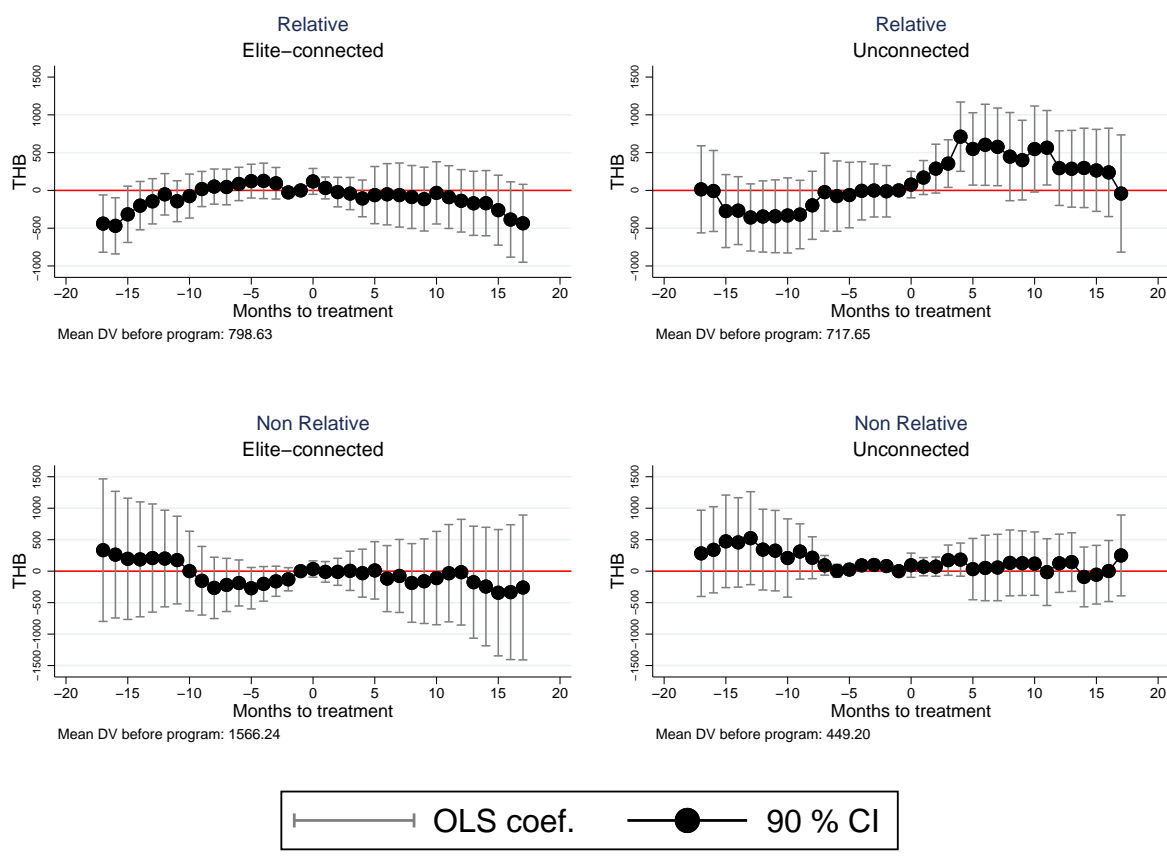 Relative
Elite−connected
1500
1000
500
0
−500
−1000
THB
−20 −15 −10 −5 0 5 10 15 20
Months to treatment
Mean DV before program: 798.63
Relative
Unconnected
1500
1000
500
0
−500
−1000
THB
−20 −15 −10 −5 0 5 10 15 20
Months to treatment
Mean DV before program: 717.65
Non Relative
Elite−connected
1500
1000
500
0
−500
−1000
−1500
THB
−20 −15 −10 −5 0 5 10 15 20
Months to treatment
Mean DV before program: 1566.24
Non Relative
Unconnected
1500
1000
500
0
−500
−1000
−1500
THB
−20 −15 −10 −5 0 5 10 15 20
Months to treatment
Mean DV before program: 449.20
OLS coef. 90 % CI